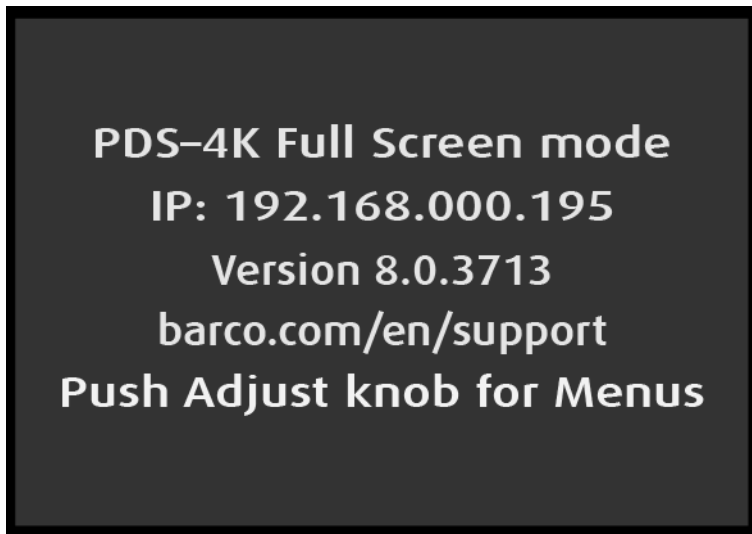 PDS-4K Full Screen mode
IP: 192.168.000.195
Version 8.0.3713
barco.com/en/support
Push Adjust knob for Menus